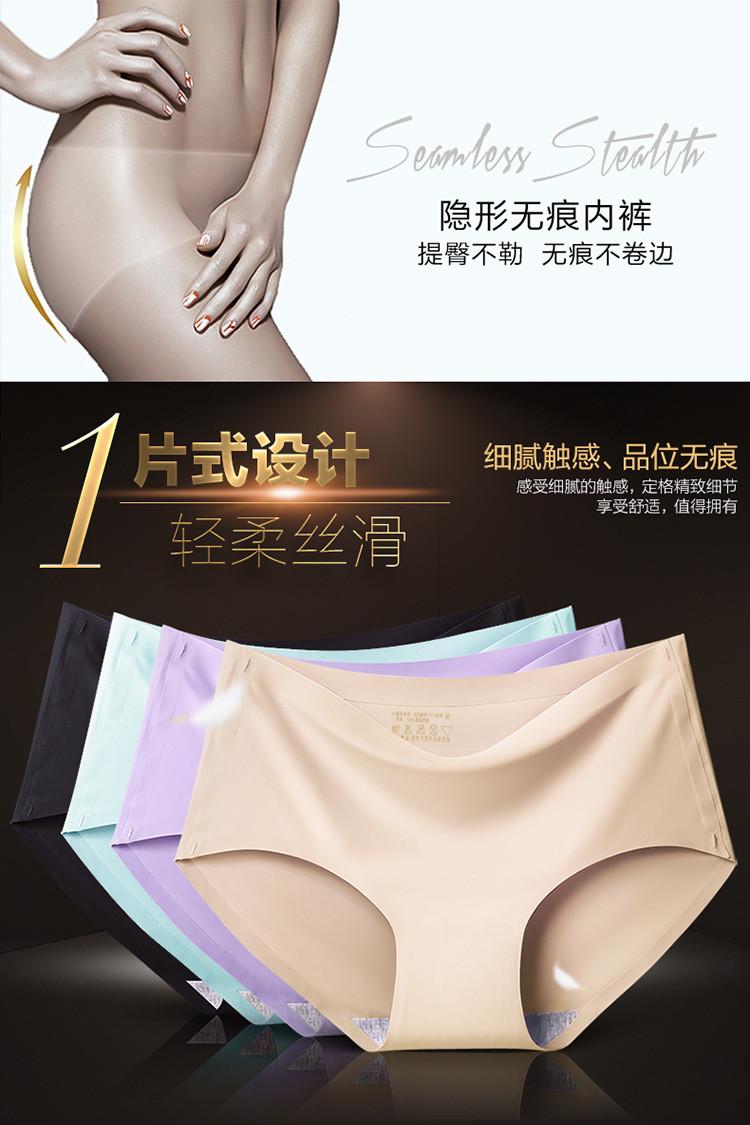 Seamless Stealth
隐形无痕内裤
提臀不勒 无痕不卷边
1片式设计
轻柔丝滑
细腻触感、品位无痕
感受细腻的触感，定格精致细节
享受舒适，值得拥有